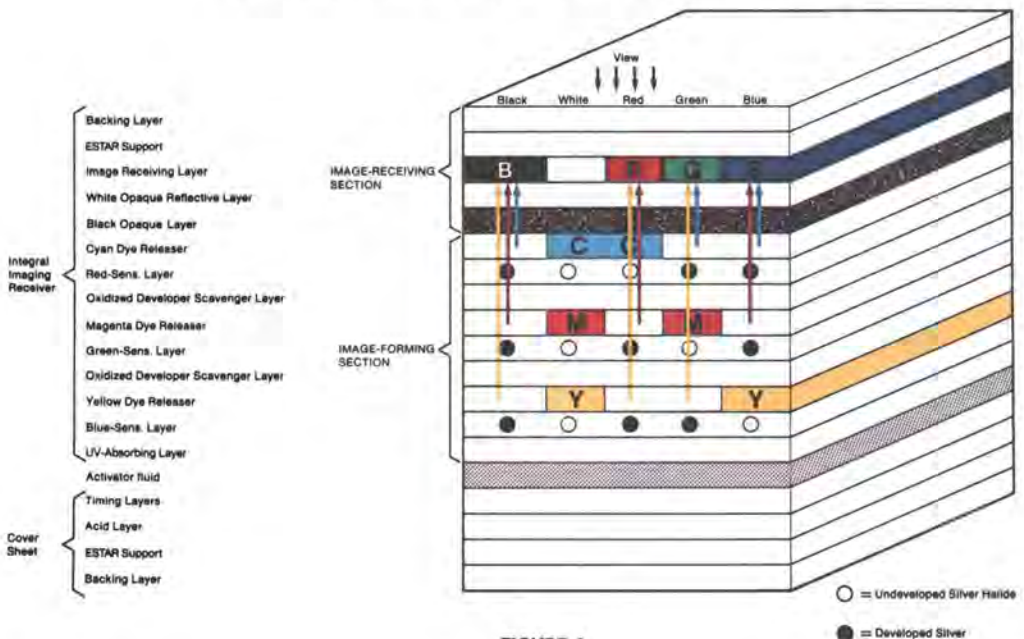 View
Black White Red Green Blue
Backing Layer
ESTAR Support
Image Receiving Layer
White Opaque Reflective Layer
Black Opaque Layer
Cyan Dye Releaser
Red-Sens. Layer
Oxidized Developer Scavenger Layer
Magenta Dye Releaser
Green-Sens. Layer
Oxidized Developer Scavenger Layer
Yellow Dye Releaser
Blue-Sens. Layer
UV-Absorbing Layer
Activator fluid
Timing Layers
Acid Layer
ESTAR Support
Backing Layer
Integral
Imaging
Receiver
Cover
Sheet
IMAGE-RECEIVING
SECTION
IMAGE-FORMING
SECTION
B R G B
C C
M M
Y Y
= Undeveloped Silver Halide
= Developed Silver